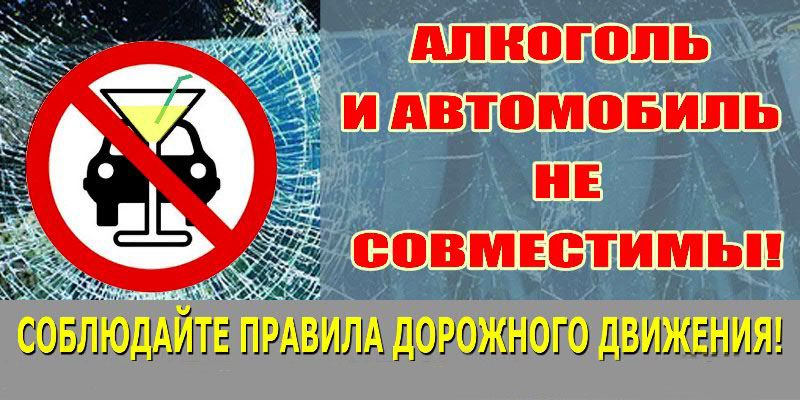 АЛКОГОЛЬ
И АВТОМОБИЛЬ
НЕ
СОВМЕСТИМЫ!
СОБЛЮДАЙТЕ ПРАВИЛА ДОРОЖНОГО ДВИЖЕНИЯ!